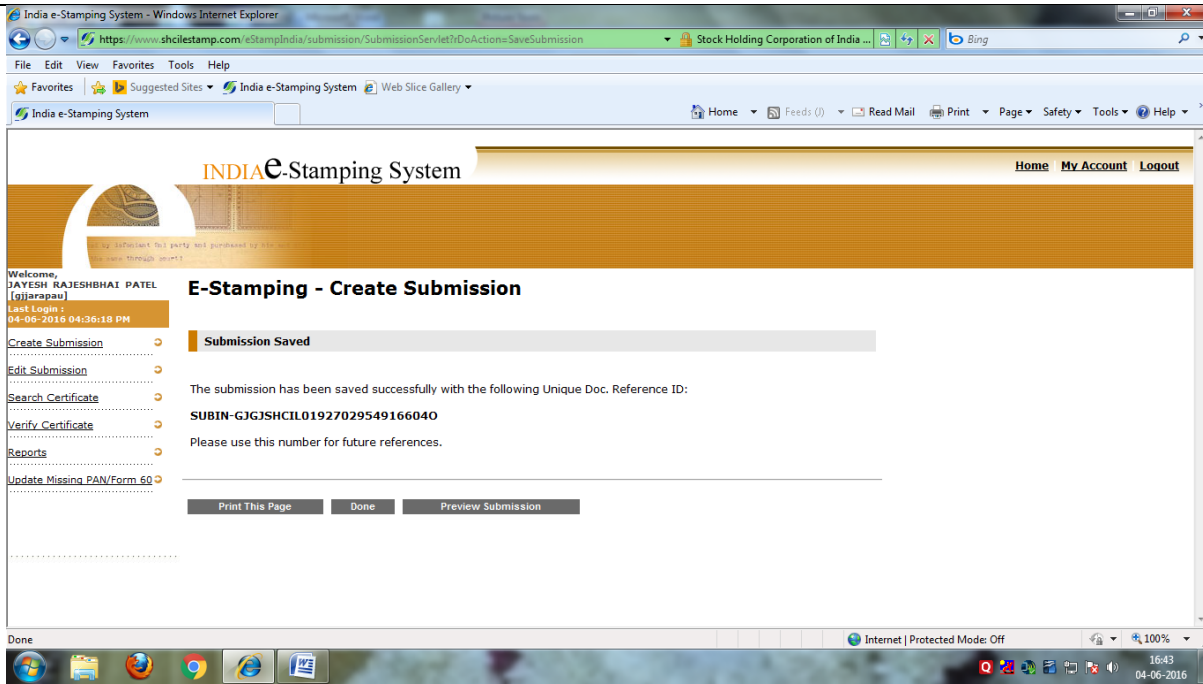 India e-Stamping System - Windows Internet Explorer
https://www.shcilestamp.com/eStampIndia/submission/SubmissionServlet?rDoAction=SaveSubmission
Stock Holding Corporation of India ...
Bing
File Edit View Favorites Tools Help
Favorites Suggested Sites India e-Stamping System Web Slice Gallery
India e-Stamping System
Home Feeds (J) Read Mail Print Page Safety Tools Help
INDIA e-Stamping System
Home My Account Logout
Welcome,
JAYESH RAJESHBHAI PATEL
[gjjarapau]
Last Login :
04-06-2016 04:36:18 PM
Create Submission
Edit Submission
Search Certificate
Verify Certificate
Reports
Update Missing PAN/Form 60
E-Stamping - Create Submission
Submission Saved
The submission has been saved successfully with the following Unique Doc. Reference ID:
SUBIN-GJGJSHCIL01927029549166040
Please use this number for future references.
Print This Page Done Preview Submission
Done
Internet | Protected Mode: Off
100%
16:43
04-06-2016